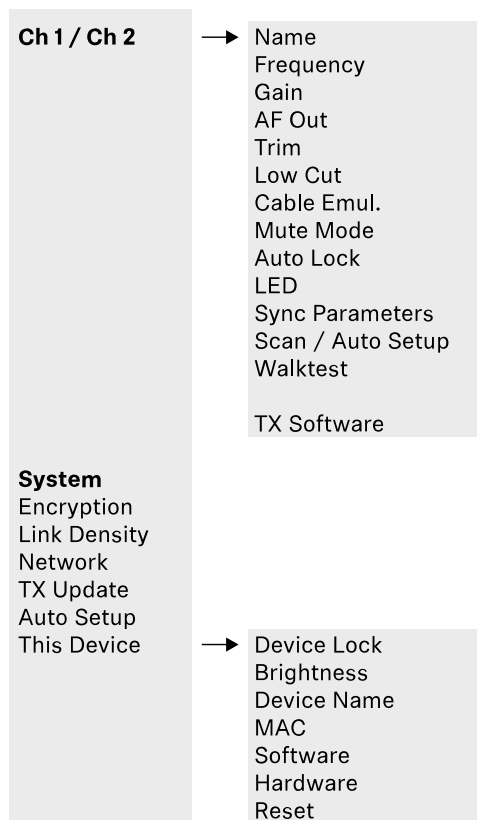 Ch 1 / Ch 2
Name
Frequency
Gain
AF Out
Trim
Low Cut
Cable Emul.
Mute Mode
Auto Lock
LED
Sync Parameters
Scan / Auto Setup
Walktest
TX Software
System
Encryption
Link Density
Network
TX Update
Auto Setup
This Device
Device Lock
Brightness
Device Name
MAC
Software
Hardware
Reset